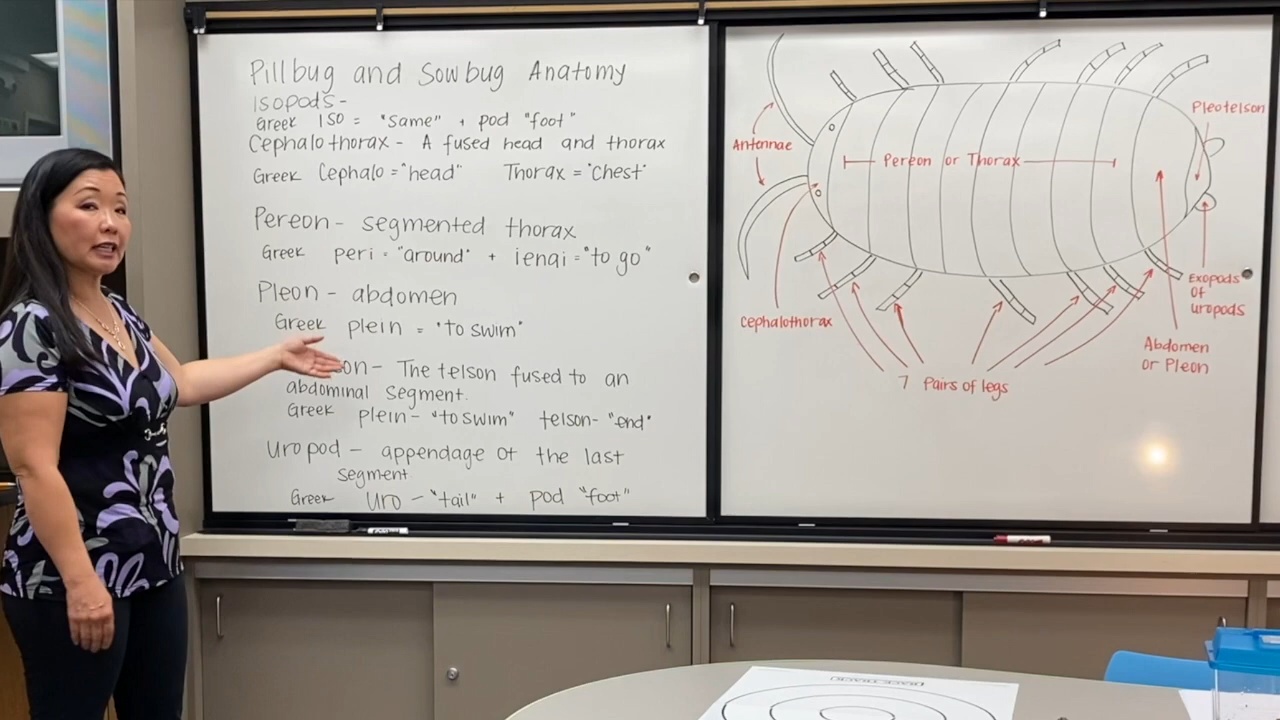 Pillbug and Sowbug Anatomy
Isopods -
Greek ISO = "same" + pod "foot"
Cephalothorax - A fused head and thorax
Greek Cephalo = "head" Thorax = "Chest"
Pereon - segmented thorax
Greek peri = "around" + ienai = "to go"
Pleon - abdomen
Greek plein = "to swim"
son - The telson fused to an
abdominal segment.
Greek plein - "to swim" telson - "end"
Uropod - appendage of the last
segment
Greek uro - "tail" + pod "foot"
Antennae
Pereon or Thorax
Pleotelson
Cephalothorax
7 Pairs of legs
Exopods
of
uropods
Abdomen
or Pleon
RACE TRACK